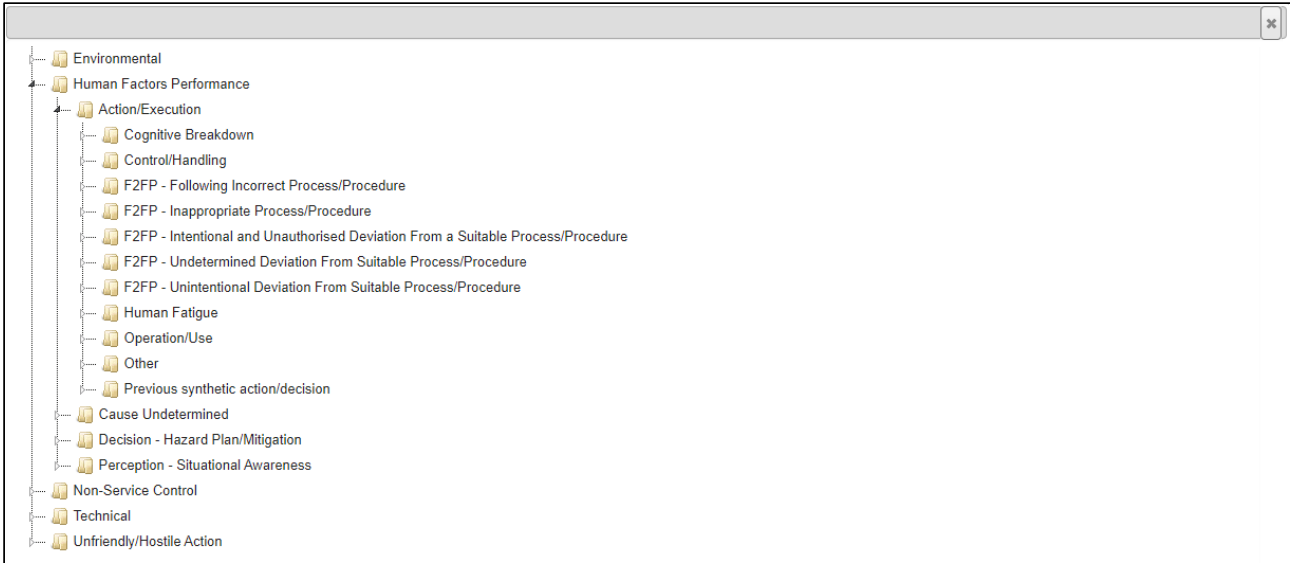 Environmental
Human Factors Performance
Action/Execution
Cognitive Breakdown
Control/Handling
F2FP - Following Incorrect Process/Procedure
F2FP - Inappropriate Process/Procedure
F2FP - Intentional and Unauthorised Deviation From a Suitable Process/Procedure
F2FP - Undetermined Deviation From Suitable Process/Procedure
F2FP - Unintentional Deviation From Suitable Process/Procedure
Human Fatigue
Operation/Use
Other
Previous synthetic action/decision
Cause Undetermined
Decision - Hazard Plan/Mitigation
Perception - Situational Awareness
Non-Service Control
Technical
Unfriendly/Hostile Action